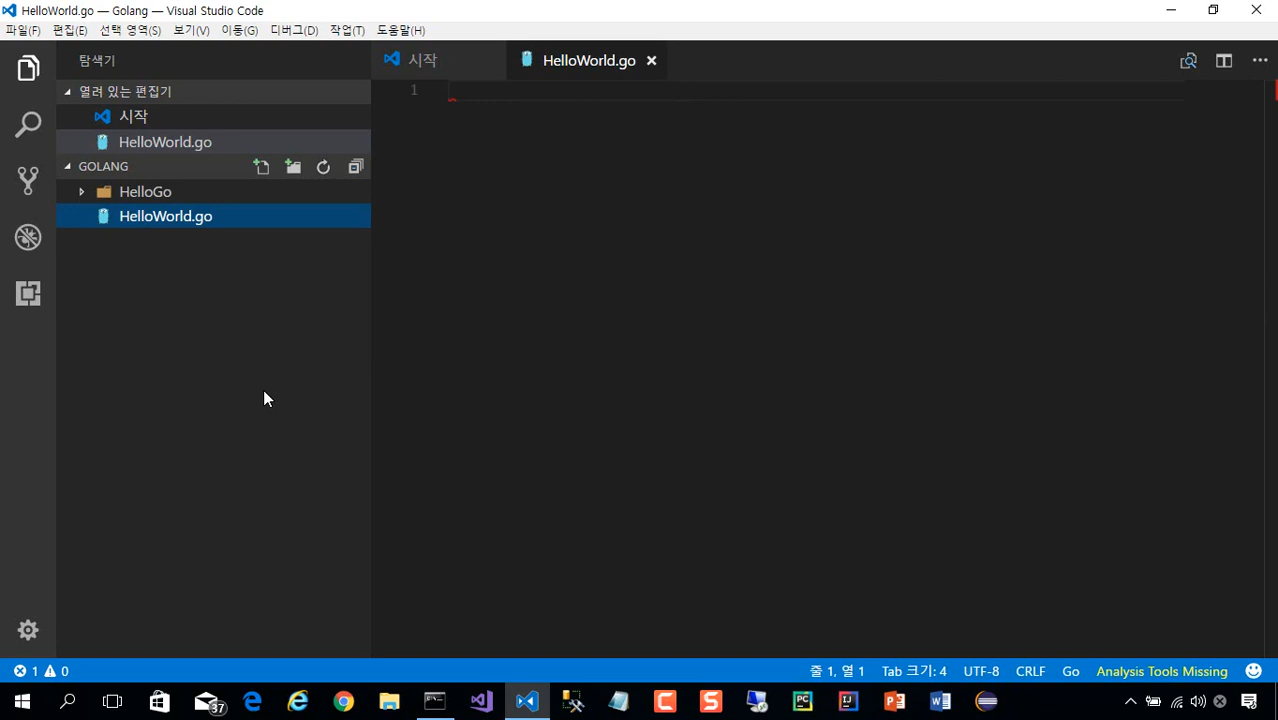 HelloWorld.go — Golang — Visual Studio Code
파일(F) 편집(E) 선택 영역(S) 보기(V) 이동(G) 디버그(D) 작업(T) 도움말(H)
탐색기
시작 HelloWorld.go
열려 있는 편집기
1
시작
HelloWorld.go
GOLANG
HelloGo
HelloWorld.go
1 0 줄 1, 열 1 Tab 크기: 4 UTF-8 CRLF Go Analysis Tools Missing
37 C S PC IJ P W